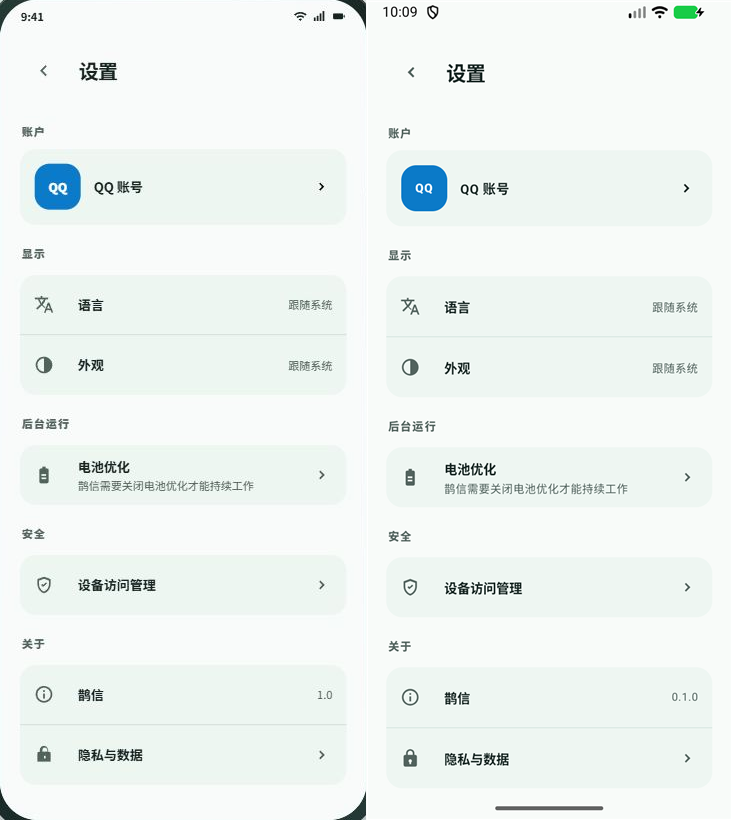 9:41
设置
账户
QQ
QQ 账号
显示
语言
跟随系统
外观
跟随系统
后台运行
电池优化
鹊信需要关闭电池优化才能持续工作
安全
设备访问管理
关于
鹊信
1.0
隐私与数据
10:09
设置
账户
QQ
QQ 账号
显示
语言
跟随系统
外观
跟随系统
后台运行
电池优化
鹊信需要关闭电池优化才能持续工作
安全
设备访问管理
关于
鹊信
0.1.0
隐私与数据